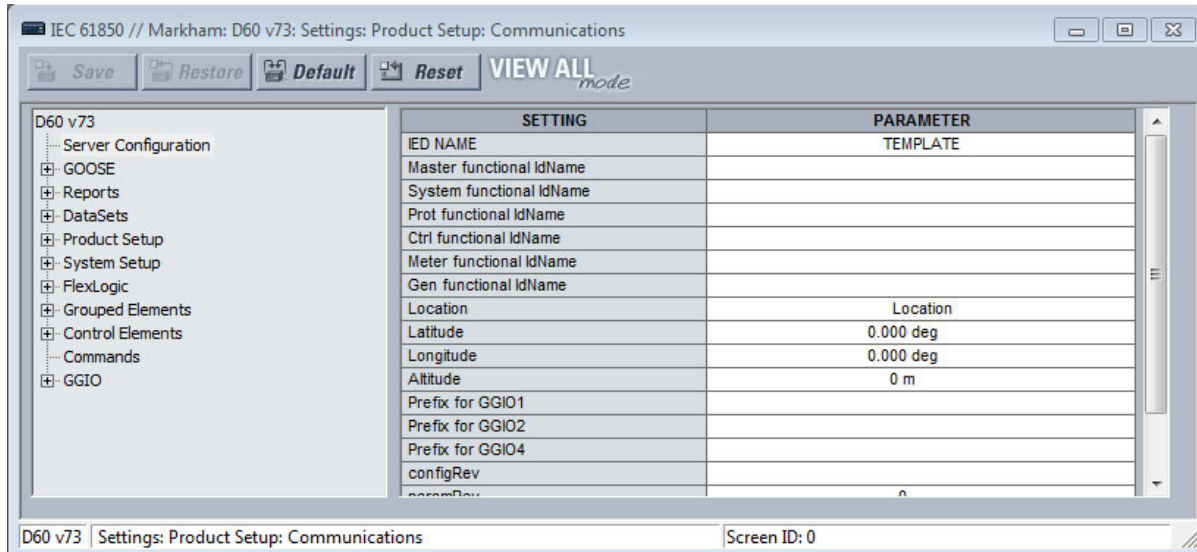 IEC 61850 // Markham: D60 v73: Settings: Product Setup: Communications
Save Restore Default Reset VIEW ALL mode
D60 v73
Server Configuration
GOOSE
Reports
DataSets
Product Setup
System Setup
FlexLogic
Grouped Elements
Control Elements
Commands
GGIO
SETTING PARAMETER
IED NAME TEMPLATE
Master functional ldName
System functional ldName
Prot functional ldName
Ctrl functional ldName
Meter functional ldName
Gen functional ldName
Location Location
Latitude 0.000 deg
Longitude 0.000 deg
Altitude 0 m
Prefix for GGIO1
Prefix for GGIO2
Prefix for GGIO4
configRev
paramRev 0
D60 v73 Settings: Product Setup: Communications Screen ID: 0